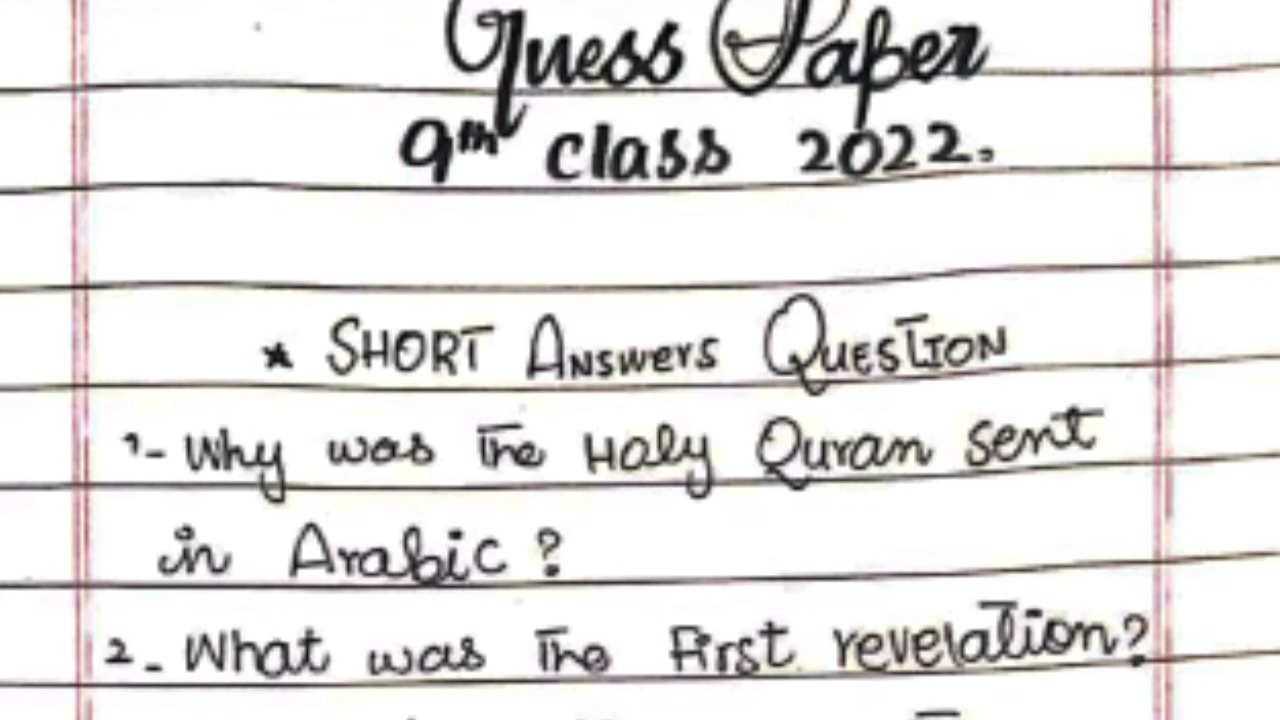 Guess Paper
9th class 2022.
* SHORT Answers Question
1- Why was the Holy Quran sent
in Arabic?
2- What was the first revelation?